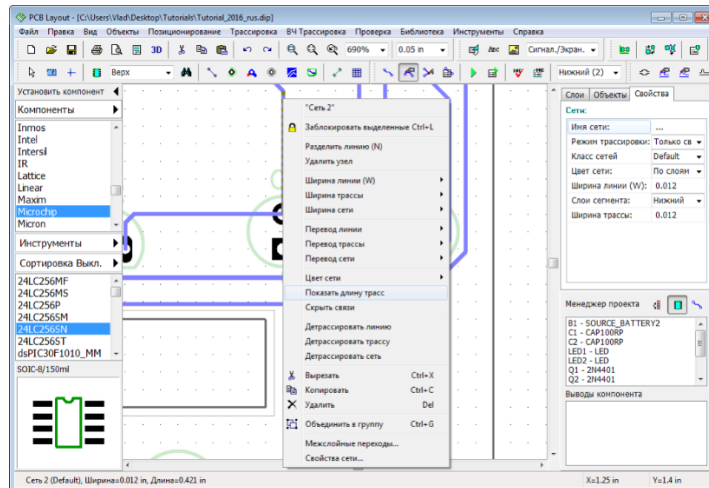 PCB Layout - [C:\Users\Vlad\Desktop\Tutorials\Tutorial_2016_rus.dip]
Файл Правка Вид Объекты Позиционирование Трассировка ВЧ Трассировка Проверка Библиотека Инструменты Справка
3D 690% 0.05 in Abc Сигнал./Экран.
Верх Нижний (2)
Установить компонент
Компоненты
Inmos
Intel
Intersil
IR
Lattice
Linear
Maxim
Microchip
Micron
Инструменты
Сортировка Выкл.
24LC256MF
24LC256MS
24LC256P
24LC256SM
24LC256SN
24LC256ST
dsPIC30F1010_MM
SOIC-8/150mil
"Сеть 2"
Заблокировать выделенные Ctrl+L
Разделить линию (N)
Удалить узел
Ширина линии (W)
Ширина трассы
Ширина сети
Перевод линии
Перевод трассы
Перевод сети
Цвет сети
Показать длину трасс
Скрыть связи
Детрассировать линию
Детрассировать трассу
Детрассировать сеть
Вырезать Ctrl+X
Копировать Ctrl+C
Удалить Del
Объединить в группу Ctrl+G
Межслойные переходы...
Свойства сети...
Слои Объекты Свойства
Сети:
Имя сети: ...
Режим трассировки: Только св
Класс сетей Default
Цвет сети: По слоям
Ширина линии (W): 0.012
Слои сегмента: Нижний
Ширина трассы: 0.012
Менеджер проекта
B1 - SOURCE_BATTERY2
C1 - CAP100RP
C2 - CAP100RP
LED1 - LED
LED2 - LED
Q1 - 2N4401
Q2 - 2N4401
Выводы компонента
Сеть 2 (Default), Ширина=0.012 in, Длина=0.421 in X=1.25 in Y=1.4 in